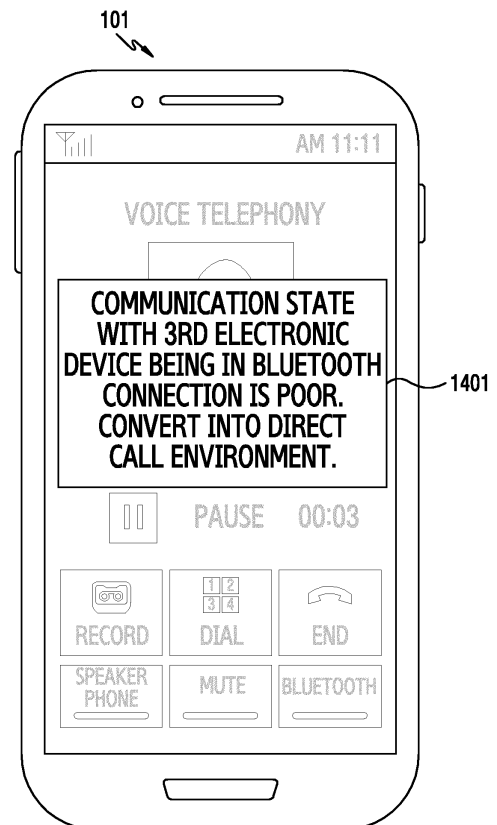 101
AM 11:11
VOICE TELEPHONY
COMMUNICATION STATE
WITH 3RD ELECTRONIC
DEVICE BEING IN BLUETOOTH
CONNECTION IS POOR.
CONVERT INTO DIRECT
CALL ENVIRONMENT.
1401
PAUSE 00:03
1 2
3 4
RECORD DIAL END
SPEAKER PHONE MUTE BLUETOOTH